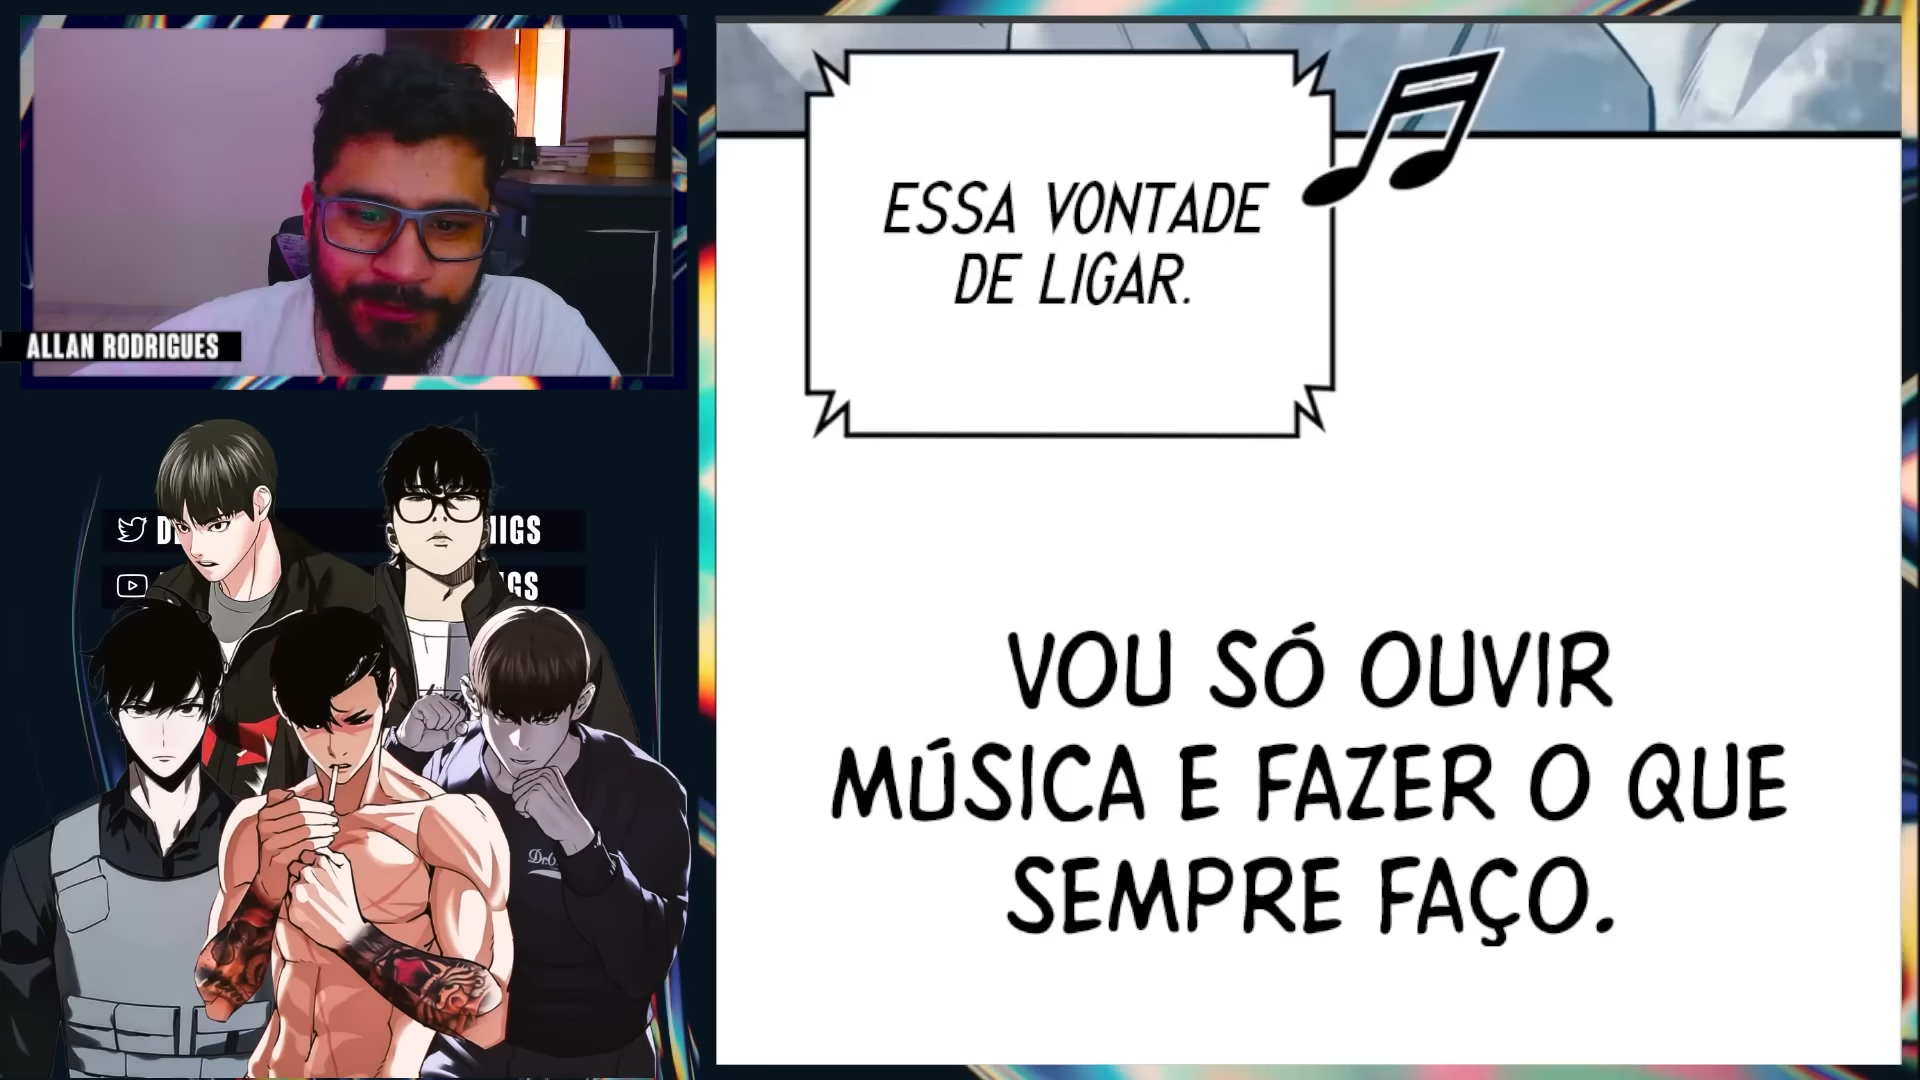 ALLAN RODRIGUES
ESSA VONTADE
DE LIGAR.
VOU SÓ OUVIR
MÚSICA E FAZER O QUE
SEMPRE FAÇO.